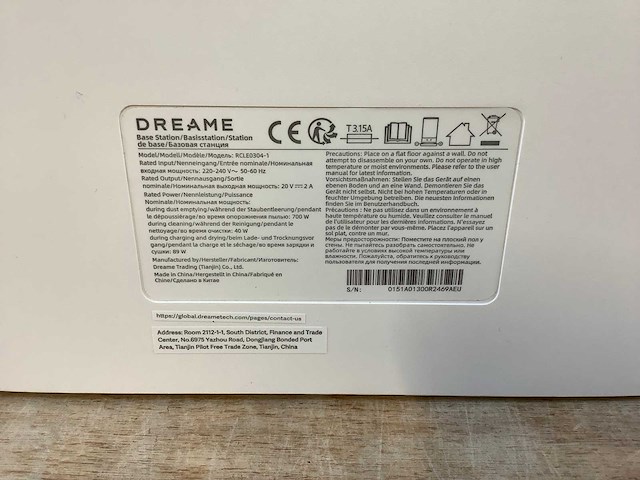 DREAME
Base Station/Basisstation/Station
de base/Базовая станция
Model/Modell/Modèle/Модель: RCLE0304-1
Rated Input/Nenneingang/Entrée nominale/Номинальная
входная мощность: 220-240 V~ 50-60 Hz
Rated Output/Nennausgang/Sortie
nominale/Номинальная выходная мощность: 20 V⎓2 A
Rated Power/Nennleistung/Puissance
Nominale/Номинальная мощность:
during dust emptying/während der Staubentleerung/pendant
le dépoussiérage/во время опорожнения пылью: 700 W
during cleaning/während der Reinigung/pendant le
nettoyage/во время очистки: 40 W
during charging and drying/beim Lade- und Trocknungsvor
gang/pendant la charge et le séchage/во время зарядки и
сушки: 89 W
Manufactured by/Hersteller/Fabricant/Изготовитель:
Dreame Trading (Tianjin) Co., Ltd.
Made in China/Hergestellt in China/Fabriqué en
Chine/Сделано в Китае
CE
T 3.15A
Precautions: Place on a flat floor against a wall. Do not
attempt to disassemble on your own. Do not operate in high
temperature or moist environments. Please refer to the user
manual for latest information.
Vorsichtsmaßnahmen: Stellen Sie das Gerät auf einen
ebenen Boden und an eine Wand. Demontieren Sie das Gerät
nicht selbst. Nicht bei hohen Temperaturen oder in
feuchter Umgebung betreiben. Die neuesten Informationen
finden Sie im Benutzerhandbuch.
Précautions : Ne pas utiliser dans un environnement à
haute température ou humide. Veuillez consulter le manuel
de l'utilisateur pour les dernières informations. N'essayez
pas de le démonter par vous-même. Placez l'appareil sur un
sol plat, contre un mur.
Меры предосторожности: Поместите на плоский пол у
стены. Не пытайтесь разобрать самостоятельно. Не
работайте в условиях высокой температуры или
влажности. Пожалуйста, обратитесь к руководству
пользователя для получения последней информации.
S/N: 0151A01300R2469AEU
https://global.dreametech.com/pages/contact-us
Address: Room 2112-1-1, South District, Finance and Trade
Center, No.6975 Yazhou Road, Dongjiang Bonded Port
Area, Tianjin Pilot Free Trade Zone, Tianjin, China